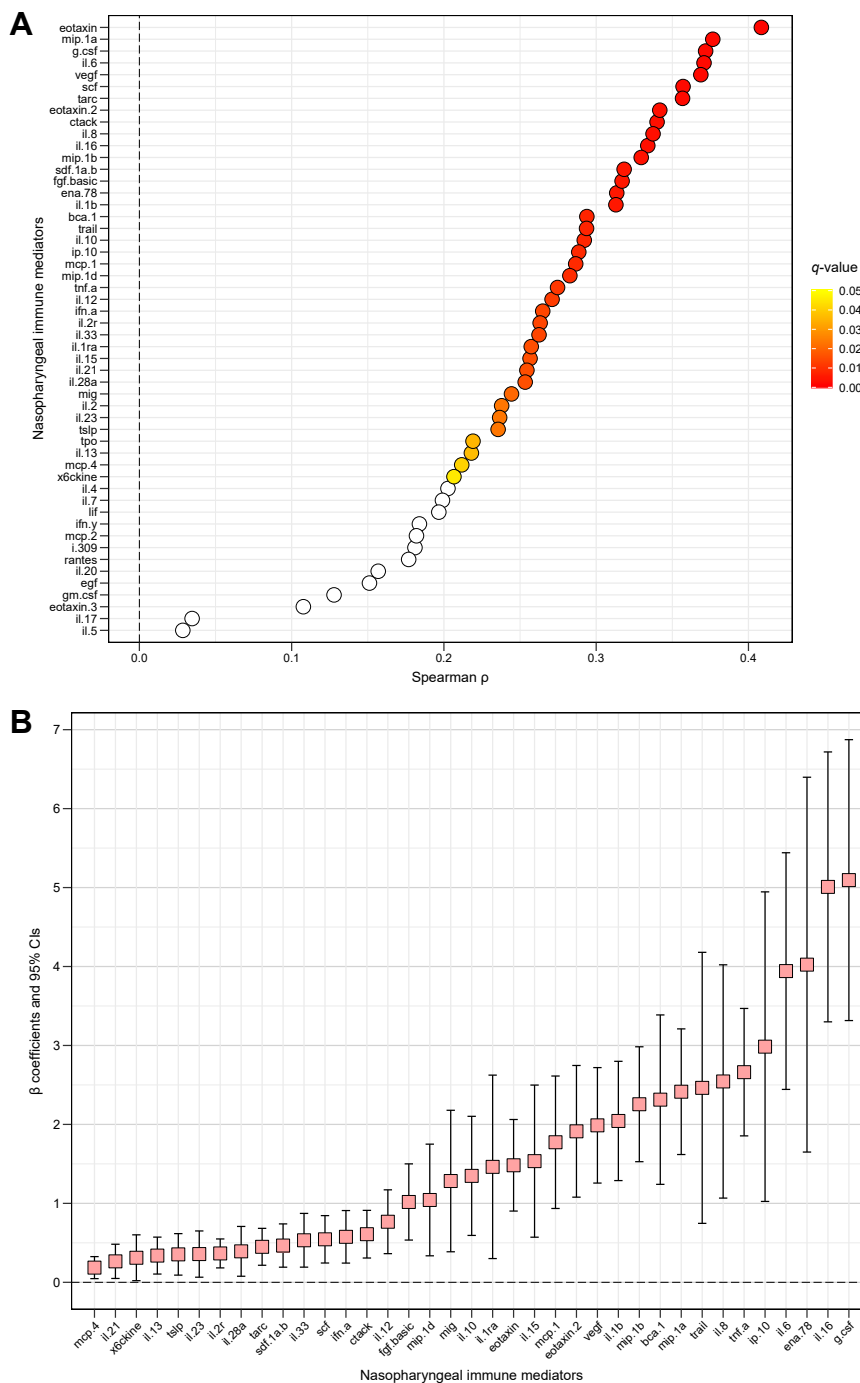 A
eotaxin
mip.1a
g.csf
il.6
vegf
scf
tarc
eotaxin.2
ctack
il.8
il.16
mip.1b
sdf.1a.b
fgf.basic
ena.78
il.1b
bca.1
trail
il.10
ip.10
mcp.1
mip.1d
tnf.a
il.12
ifn.a
il.2r
il.33
il.1ra
il.15
il.21
il.28a
mig
il.2
il.23
tslp
tpo
il.13
mcp.4
x6ckine
il.4
il.7
lif
ifn.y
mcp.2
i.309
rantes
il.20
egf
gm.csf
eotaxin.3
il.17
il.5
Nasopharyngeal immune mediators
0.0 0.1 0.2 0.3 0.4
Spearman ρ
q-value
0.05
0.04
0.03
0.02
0.01
0.00
B
7
6
5
4
3
2
1
0
β coefficients and 95% CIs
mcp.4 il.21 x6ckine il.13 tslp il.23 il.2r il.28a tarc sdf.1a.b il.33 scf ifn.a ctack il.12 fgf.basic mip.1d mig il.10 il.1ra eotaxin il.15 mcp.1 eotaxin.2 vegf il.1b mip.1b bca.1 mip.1a trail il.8 tnf.a ip.10 il.6 ena.78 il.16 g.csf
Nasopharyngeal immune mediators